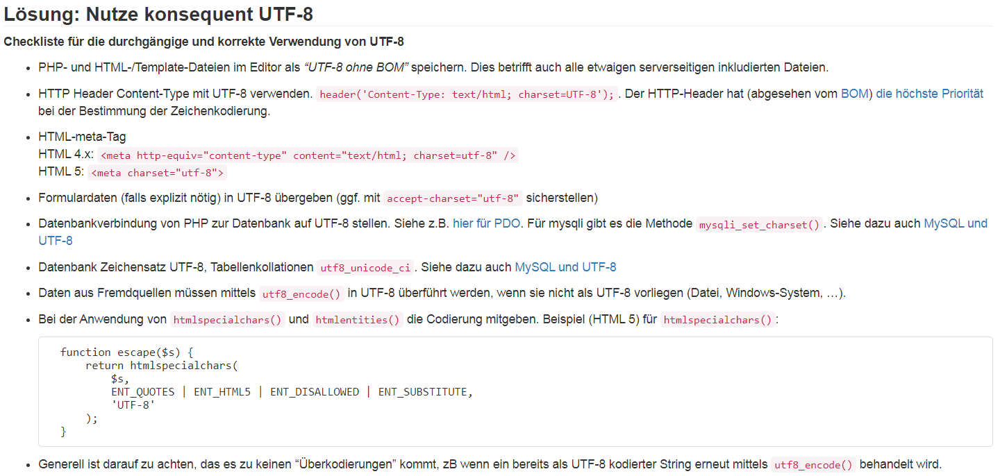 Lösung: Nutze konsequent UTF-8
Checkliste für die durchgängige und korrekte Verwendung von UTF-8
• PHP- und HTML-/Template-Dateien im Editor als “UTF-8 ohne BOM” speichern. Dies betrifft auch alle etwaigen serverseitigen inkludierten Dateien.
• HTTP Header Content-Type mit UTF-8 verwenden. header('Content-Type: text/html; charset=UTF-8'); . Der HTTP-Header hat (abgesehen vom BOM) die höchste Priorität
bei der Bestimmung der Zeichenkodierung.
• HTML-meta-Tag
HTML 4.x: <meta http-equiv="content-type" content="text/html; charset=utf-8" />
HTML 5: <meta charset="utf-8">
• Formulardaten (falls explizit nötig) in UTF-8 übergeben (ggf. mit accept-charset="utf-8" sicherstellen)
• Datenbankverbindung von PHP zur Datenbank auf UTF-8 stellen. Siehe z.B. hier für PDO. Für mysqli gibt es die Methode mysqli_set_charset() . Siehe dazu auch MySQL und
UTF-8
• Datenbank Zeichensatz UTF-8, Tabellenkollationen utf8_unicode_ci . Siehe dazu auch MySQL und UTF-8
• Daten aus Fremdquellen müssen mittels utf8_encode() in UTF-8 überführt werden, wenn sie nicht als UTF-8 vorliegen (Datei, Windows-System, …).
• Bei der Anwendung von htmlspecialchars() und htmlentities() die Codierung mitgeben. Beispiel (HTML 5) für htmlspecialchars() :
function escape($s) {
    return htmlspecialchars(
        $s,
        ENT_QUOTES | ENT_HTML5 | ENT_DISALLOWED | ENT_SUBSTITUTE,
        'UTF-8'
    );
}
• Generell ist darauf zu achten, das es zu keinen “Überkodierungen” kommt, zB wenn ein bereits als UTF-8 kodierter String erneut mittels utf8_encode() behandelt wird.